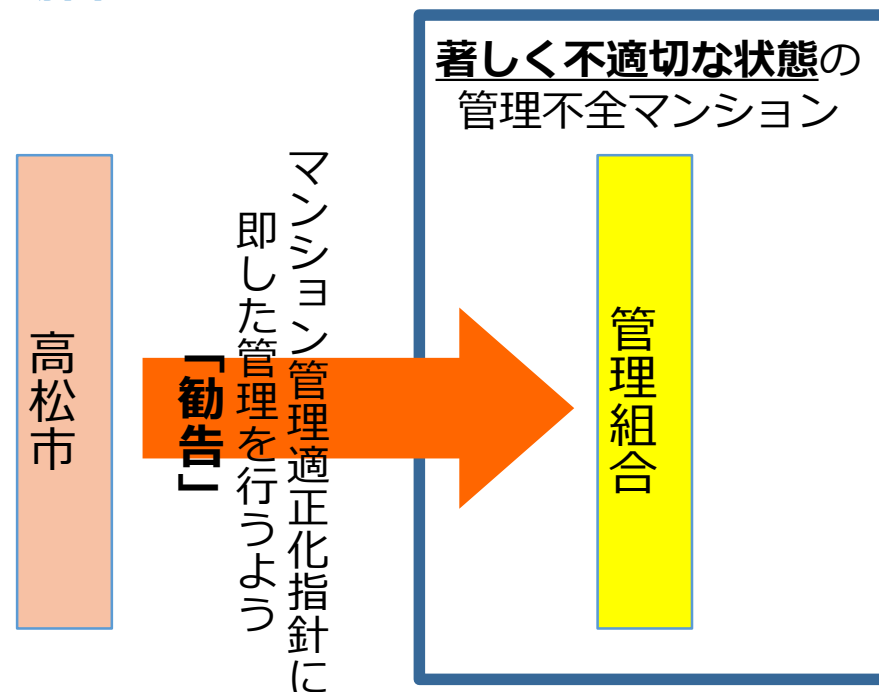 著しく不適切な状態の
管理不全マンション
高松市
マンション管理適正化指針に
即した管理を行うよう
「勧告」
管理組合